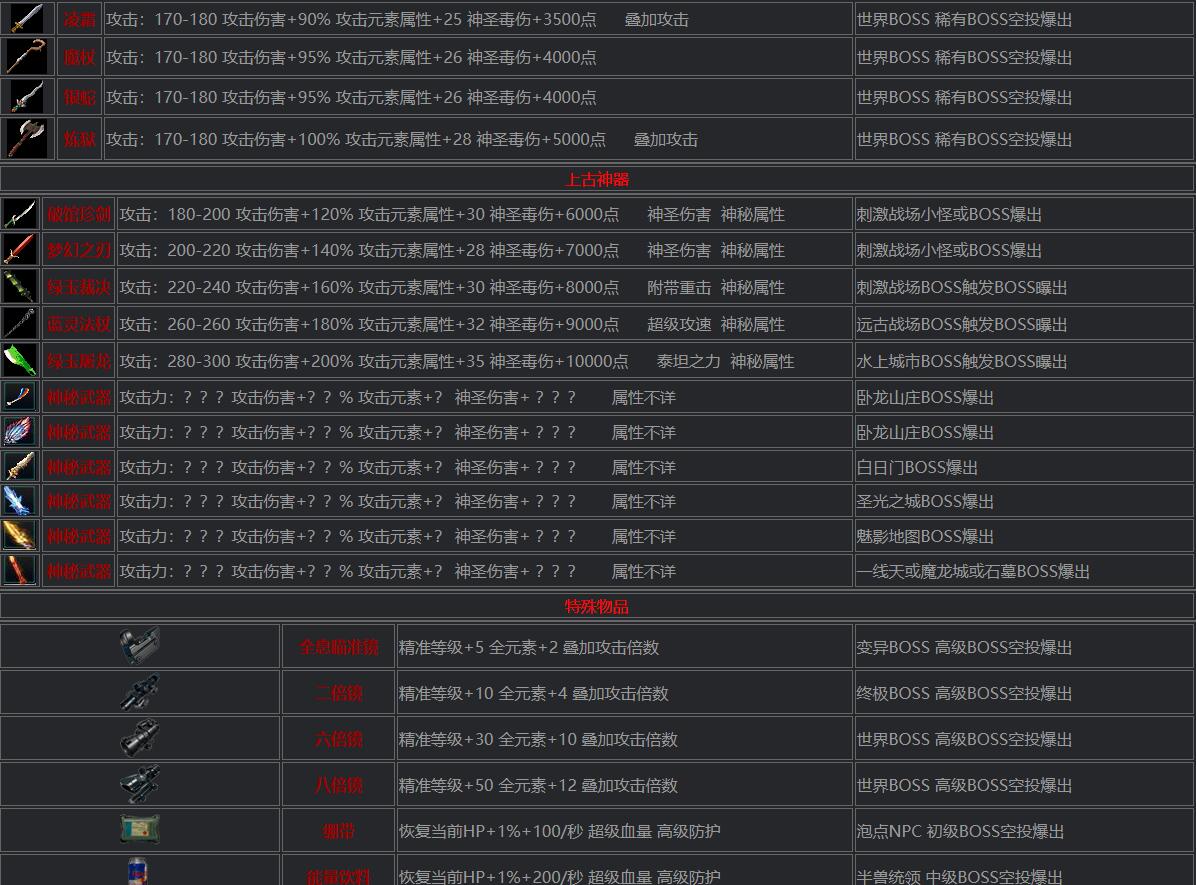 凌霜 攻击：170-180 攻击伤害+90% 攻击元素属性+25 神圣毒伤+3500点 叠加攻击 世界BOSS 稀有BOSS空投爆出
魔杖 攻击：170-180 攻击伤害+95% 攻击元素属性+26 神圣毒伤+4000点 世界BOSS 稀有BOSS空投爆出
银蛇 攻击：170-180 攻击伤害+95% 攻击元素属性+26 神圣毒伤+4000点 世界BOSS 稀有BOSS空投爆出
炼狱 攻击：170-180 攻击伤害+100% 攻击元素属性+28 神圣毒伤+5000点 叠加攻击 世界BOSS 稀有BOSS空投爆出
上古神器
破馆珍剑 攻击：180-200 攻击伤害+120% 攻击元素属性+30 神圣毒伤+6000点 神圣伤害 神秘属性 刺激战场小怪或BOSS爆出
梦幻之刃 攻击：200-220 攻击伤害+140% 攻击元素属性+28 神圣毒伤+7000点 神圣伤害 神秘属性 刺激战场小怪或BOSS爆出
绿玉裁决 攻击：220-240 攻击伤害+160% 攻击元素属性+30 神圣毒伤+8000点 附带重击 神秘属性 刺激战场BOSS触发BOSS曝出
蓝灵法杖 攻击：260-260 攻击伤害+180% 攻击元素属性+32 神圣毒伤+9000点 超级攻速 神秘属性 远古战场BOSS触发BOSS曝出
绿玉屠龙 攻击：280-300 攻击伤害+200% 攻击元素属性+35 神圣毒伤+10000点 泰坦之力 神秘属性 水上城市BOSS触发BOSS曝出
神秘武器 攻击力：？？？攻击伤害+？？% 攻击元素+？ 神圣伤害+？？？ 属性不详 卧龙山庄BOSS爆出
神秘武器 攻击力：？？？攻击伤害+？？% 攻击元素+？ 神圣伤害+？？？ 属性不详 卧龙山庄BOSS爆出
神秘武器 攻击力：？？？攻击伤害+？？% 攻击元素+？ 神圣伤害+？？？ 属性不详 白日门BOSS爆出
神秘武器 攻击力：？？？攻击伤害+？？% 攻击元素+？ 神圣伤害+？？？ 属性不详 圣光之城BOSS爆出
神秘武器 攻击力：？？？攻击伤害+？？% 攻击元素+？ 神圣伤害+？？？ 属性不详 魅影地图BOSS爆出
神秘武器 攻击力：？？？攻击伤害+？？% 攻击元素+？ 神圣伤害+？？？ 属性不详 一线天或魔龙城或石墓BOSS爆出
特殊物品
全息瞄准镜 精准等级+5 全元素+2 叠加攻击倍数 变异BOSS 高级BOSS空投爆出
二倍镜 精准等级+10 全元素+4 叠加攻击倍数 终极BOSS 高级BOSS空投爆出
六倍镜 精准等级+30 全元素+10 叠加攻击倍数 世界BOSS 高级BOSS空投爆出
八倍镜 精准等级+50 全元素+12 叠加攻击倍数 世界BOSS 高级BOSS空投爆出
绷带 恢复当前HP+1%+100/秒 超级血量 高级防护 泡点NPC 初级BOSS空投爆出
能量饮料 恢复当前HP+1%+200/秒 超级血量 高级防护 半兽统领 中级BOSS空投爆出